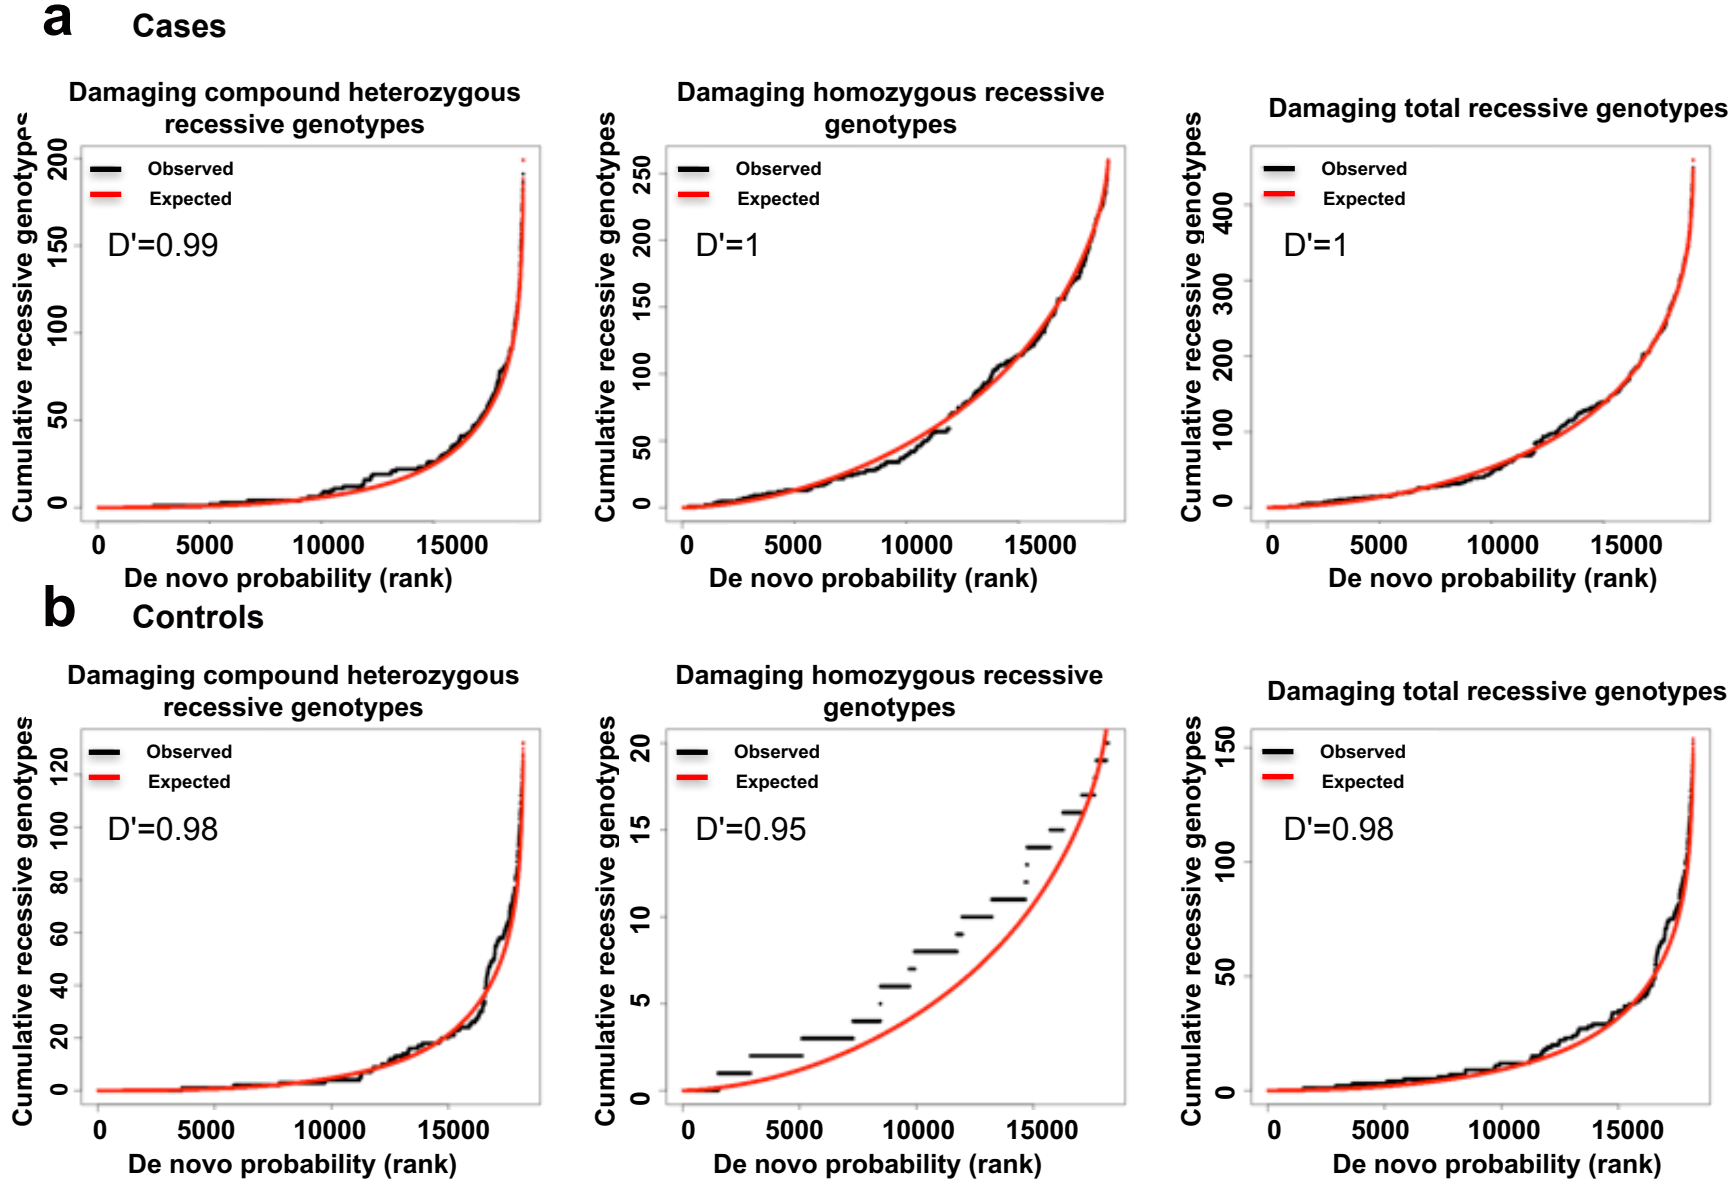 a Cases
Damaging compound heterozygous
recessive genotypes
Cumulative recessive genotypes
200
150
100
50
0
Observed
Expected
D'=0.99
0 5000 10000 15000
De novo probability (rank)
Damaging homozygous recessive
genotypes
Cumulative recessive genotypes
250
200
150
100
50
0
Observed
Expected
D'=1
0 5000 10000 15000
De novo probability (rank)
Damaging total recessive genotypes
Cumulative recessive genotypes
400
300
200
100
0
Observed
Expected
D'=1
0 5000 10000 15000
De novo probability (rank)
b Controls
Damaging compound heterozygous
recessive genotypes
Cumulative recessive genotypes
120
100
80
60
40
20
0
Observed
Expected
D'=0.98
0 5000 10000 15000
De novo probability (rank)
Damaging homozygous recessive
genotypes
Cumulative recessive genotypes
20
15
10
5
0
Observed
Expected
D'=0.95
0 5000 10000 15000
De novo probability (rank)
Damaging total recessive genotypes
Cumulative recessive genotypes
150
100
50
0
Observed
Expected
D'=0.98
0 5000 10000 15000
De novo probability (rank)